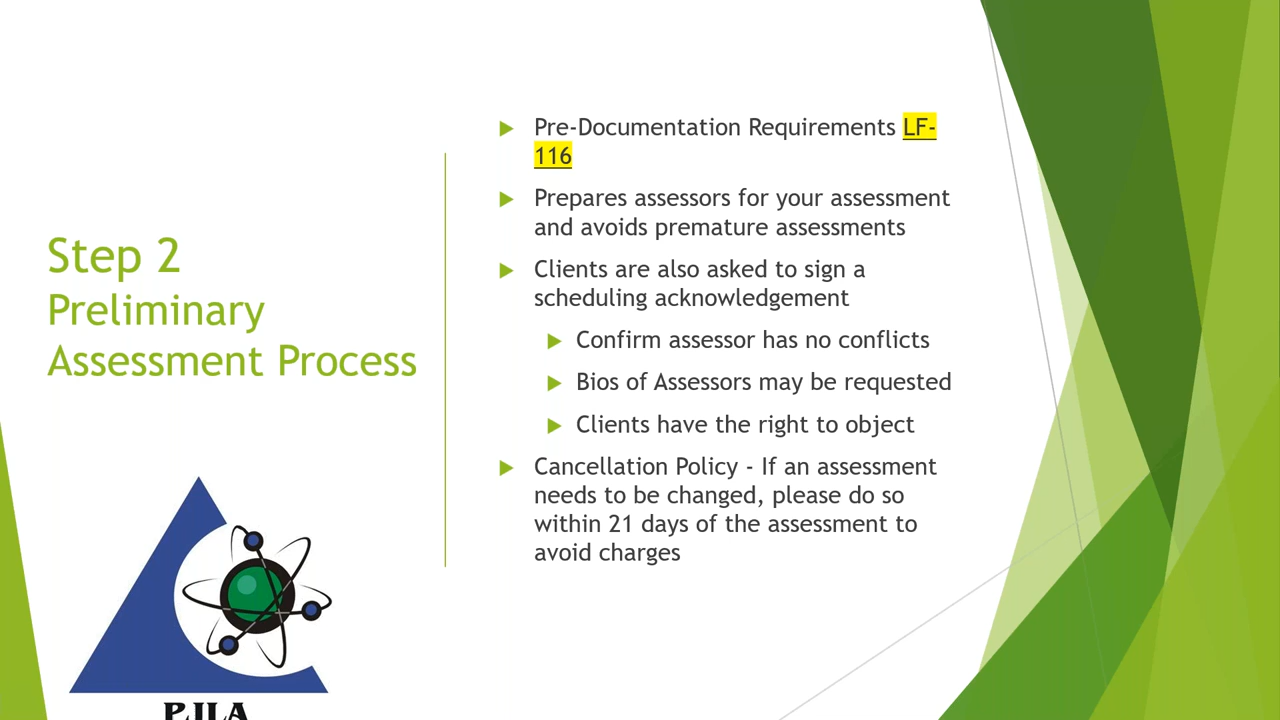 Step 2
Preliminary
Assessment Process
Pre-Documentation Requirements LF-
116
Prepares assessors for your assessment
and avoids premature assessments
Clients are also asked to sign a
scheduling acknowledgement
Confirm assessor has no conflicts
Bios of Assessors may be requested
Clients have the right to object
Cancellation Policy - If an assessment
needs to be changed, please do so
within 21 days of the assessment to
avoid charges
PJLA